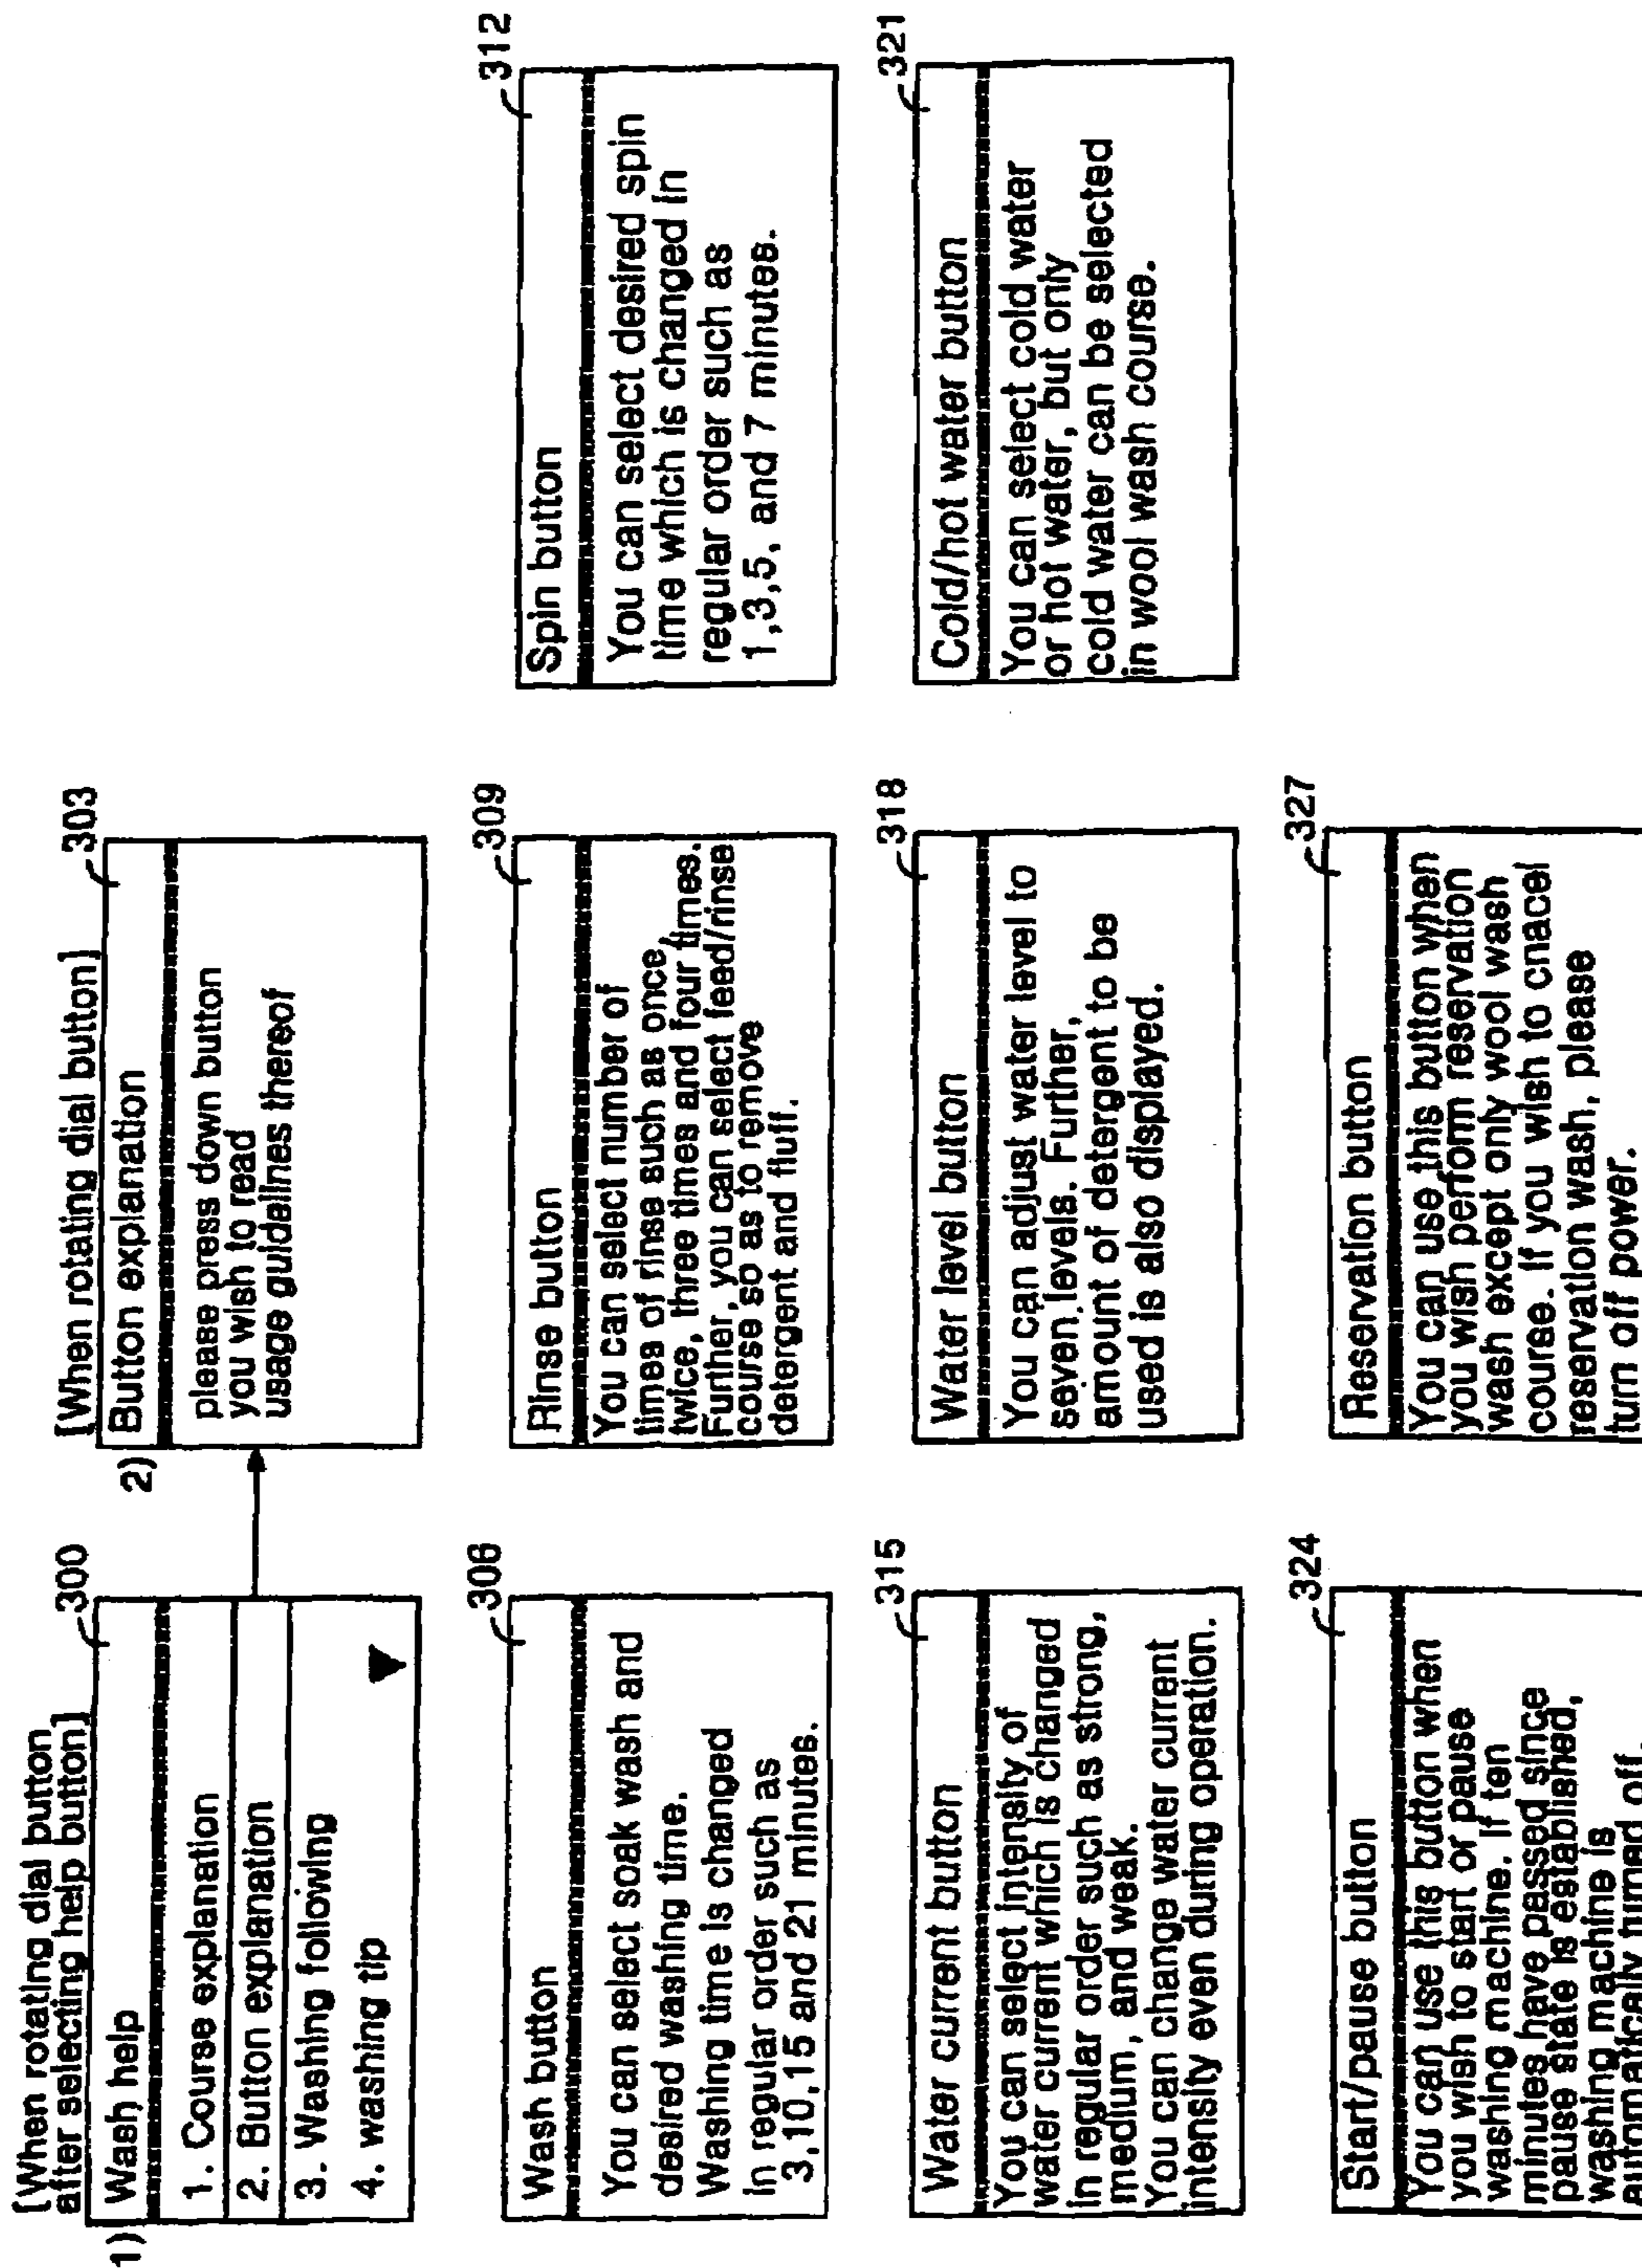 [When rotating dial button
after selecting help button]
1)
300
Wash help
1. Course explanation
2. Button explanation
3. Washing following
4. washing tip
[When rotating dial button]
2)
303
Button explanation
please press down button
you wish to read
usage guidelines thereof
306
Wash button
You can select soak wash and
desired washing time.
Washing time is changed
in regular order such as
3,10,15 and 21 minutes.
309
Rinse button
You can select number of
times of rinse such as once,
twice, three times and four times.
Further, you can select feed/rinse
course so as to remove
detergent and fluff.
312
Spin button
You can select desired spin
time which is changed in
regular order such as
1,3,5, and 7 minutes.
315
Water current button
You can select intensity of
water current which is changed
in regular order such as strong,
medium, and weak.
You can change water current
intensity even during operation.
318
Water level button
You can adjust water level to
seven levels. Further,
amount of detergent to be
used is also displayed.
321
Cold/hot water button
You can select cold water
or hot water, but only
cold water can be selected
in wool wash course.
324
Start/pause button
You can use this button when
you wish to start or pause
washing machine. If ten
minutes have passed since
pause state is established,
washing machine is
automatically turned off.
327
Reservation button
You can use this button when
you wish perfom reservation
wash except only wool wash
course. If you wish to cnacel
reservation wash, please
turn off power.